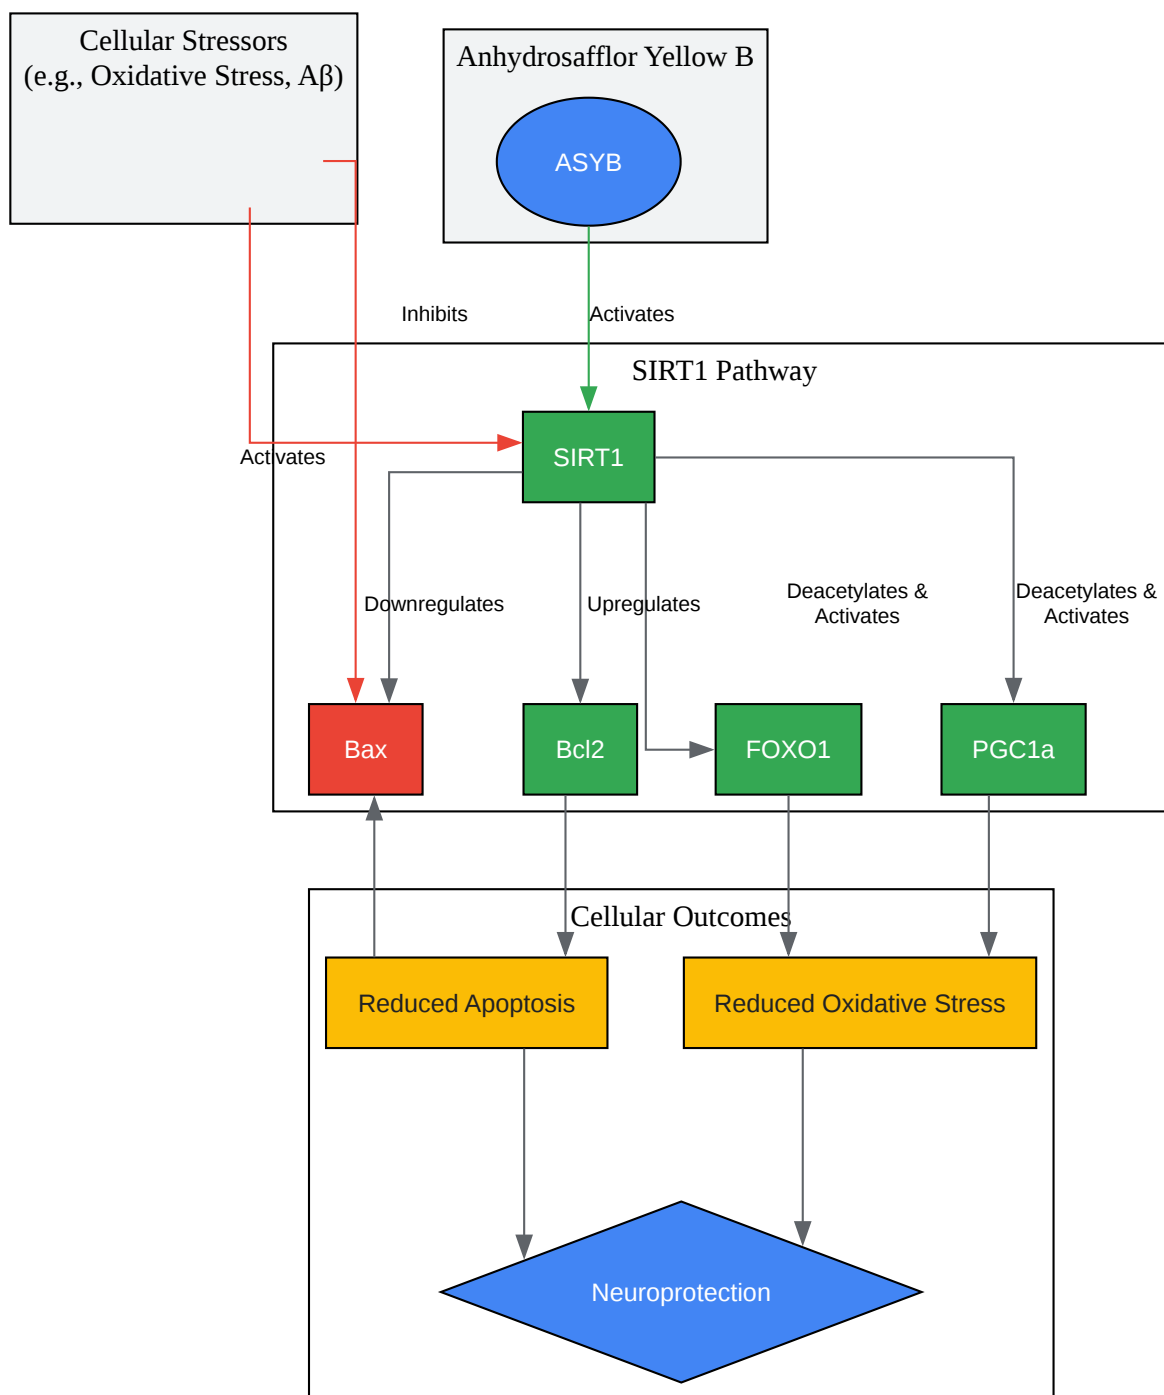 Cellular Stressors
(e.g., Oxidative Stress, Aβ)
Anhydrosafflor Yellow B
ASYB
Inhibits
Activates
SIRT1 Pathway
SIRT1
Activates
Downregulates
Upregulates
Deacetylates &
Activates
Deacetylates &
Activates
Bax
Bcl2
FOXO1
PGC1a
Cellular Outcomes
Reduced Apoptosis
Reduced Oxidative Stress
Neuroprotection